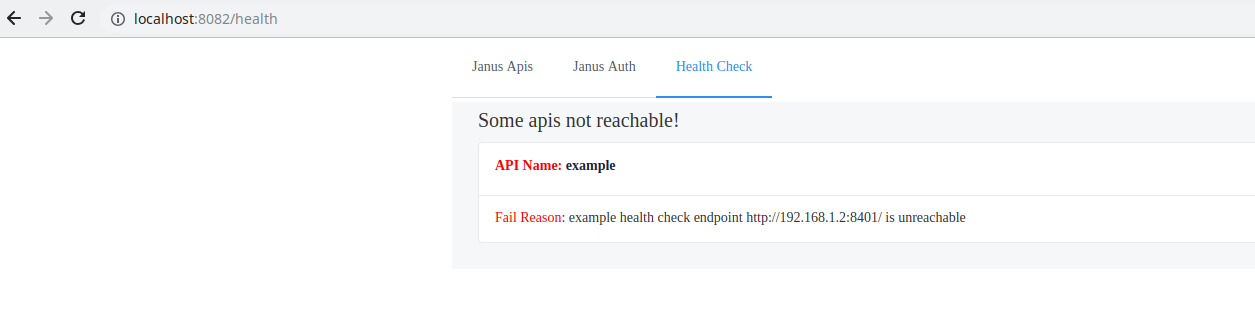 localhost:8082/health
Janus Apis Janus Auth Health Check
Some apis not reachable!
API Name: example
Fail Reason: example health check endpoint http://192.168.1.2:8401/ is unreachable